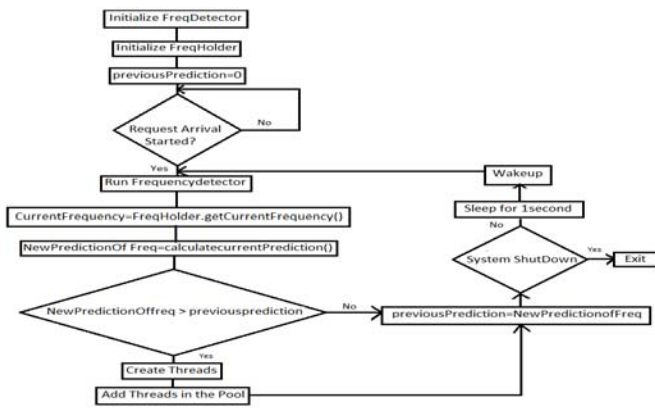 Initialize FreqDetector
Initialize FreqHolder
previousPrediction=0
Request Arrival
Started?
No
Yes
Run Frequencydetector
CurrentFrequency=FreqHolder.getCurrentFrequency()
NewPredictionOf Freq=calculatecurrentPrediction()
NewPredictionOffreq > previousprediction
No
Yes
Create Threads
Add Threads in the Pool
previousPrediction=NewPredictionofFreq
System ShutDown
Yes
Exit
No
Sleep for 1second
Wakeup